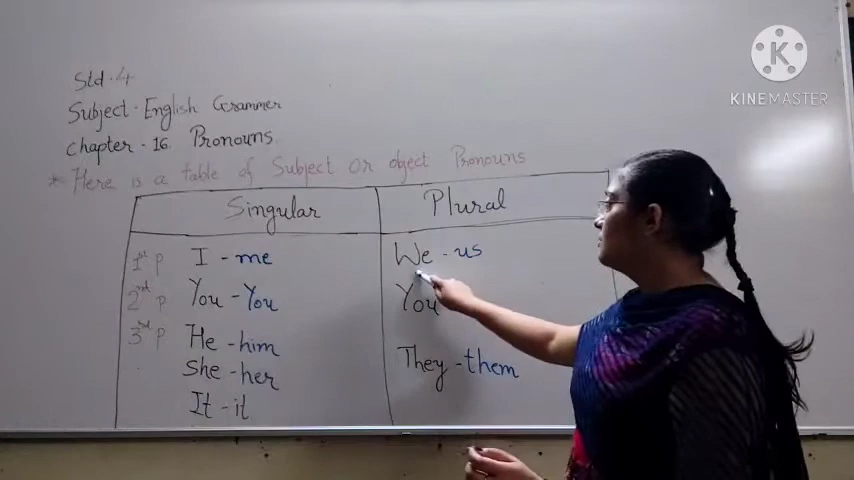 Std. 4
Subject. English Grammer
Chapter - 16. Pronouns.
* Here is a table of Subject or object Pronouns
Singular Plural
1st p I - me We - us
2nd p You - You You
3rd p He - him They - them
She - her
It - it
K
KINEMASTER